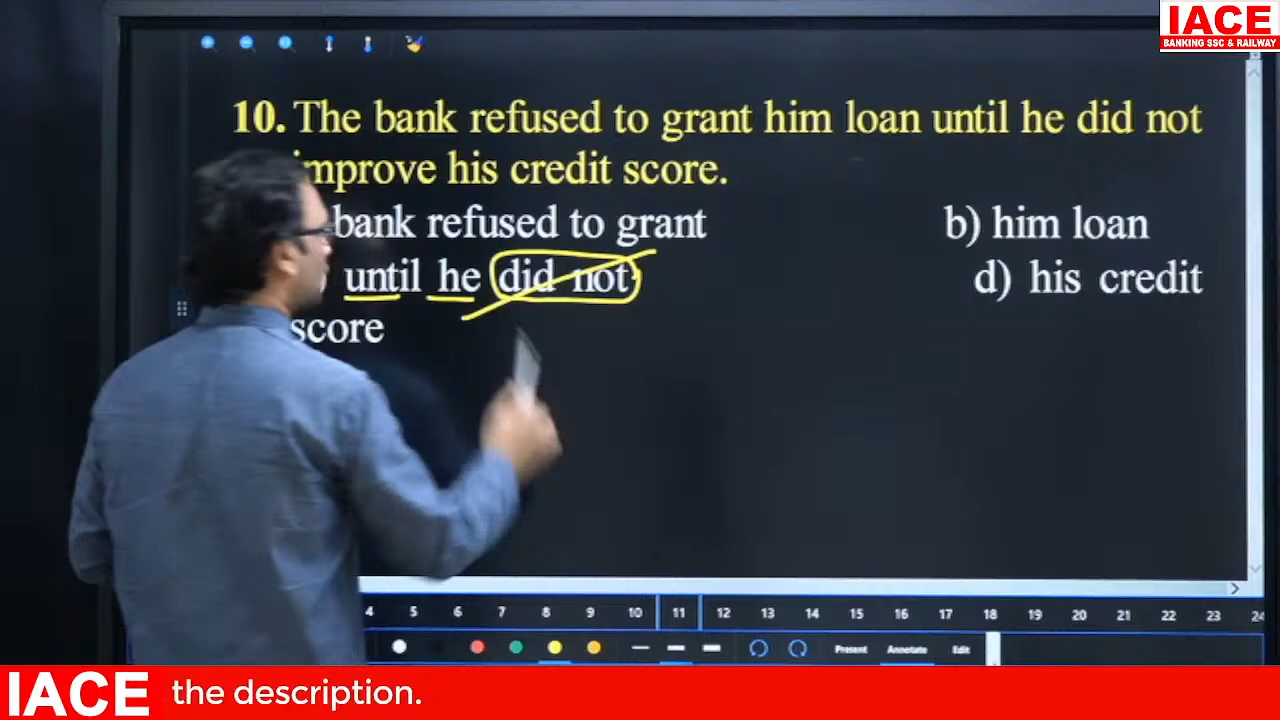 IACE
BANKING SSC & RAILWAY
10. The bank refused to grant him loan until he did not
improve his credit score.
bank refused to grant b) him loan
until he did not d) his credit
score
4 5 6 7 8 9 10 11 12 13 14 15 16 17 18 19 20 21 22 23 24
Present Annotate Edit
IACE the description.